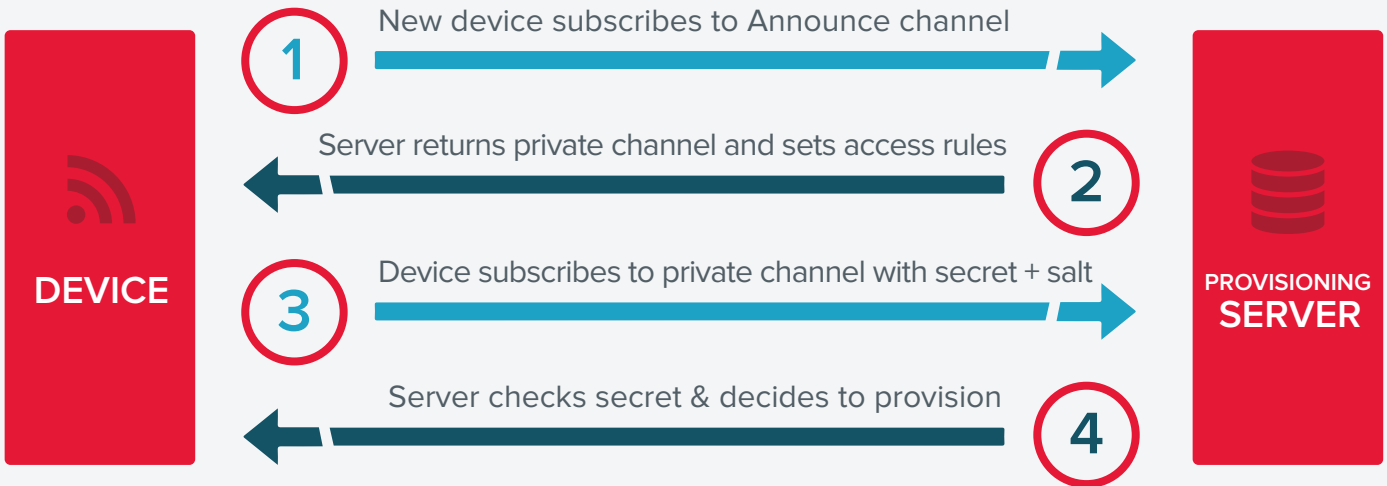 1
New device subscribes to Announce channel
Server returns private channel and sets access rules
2
DEVICE
3
Device subscribes to private channel with secret + salt
PROVISIONING
SERVER
Server checks secret & decides to provision
4